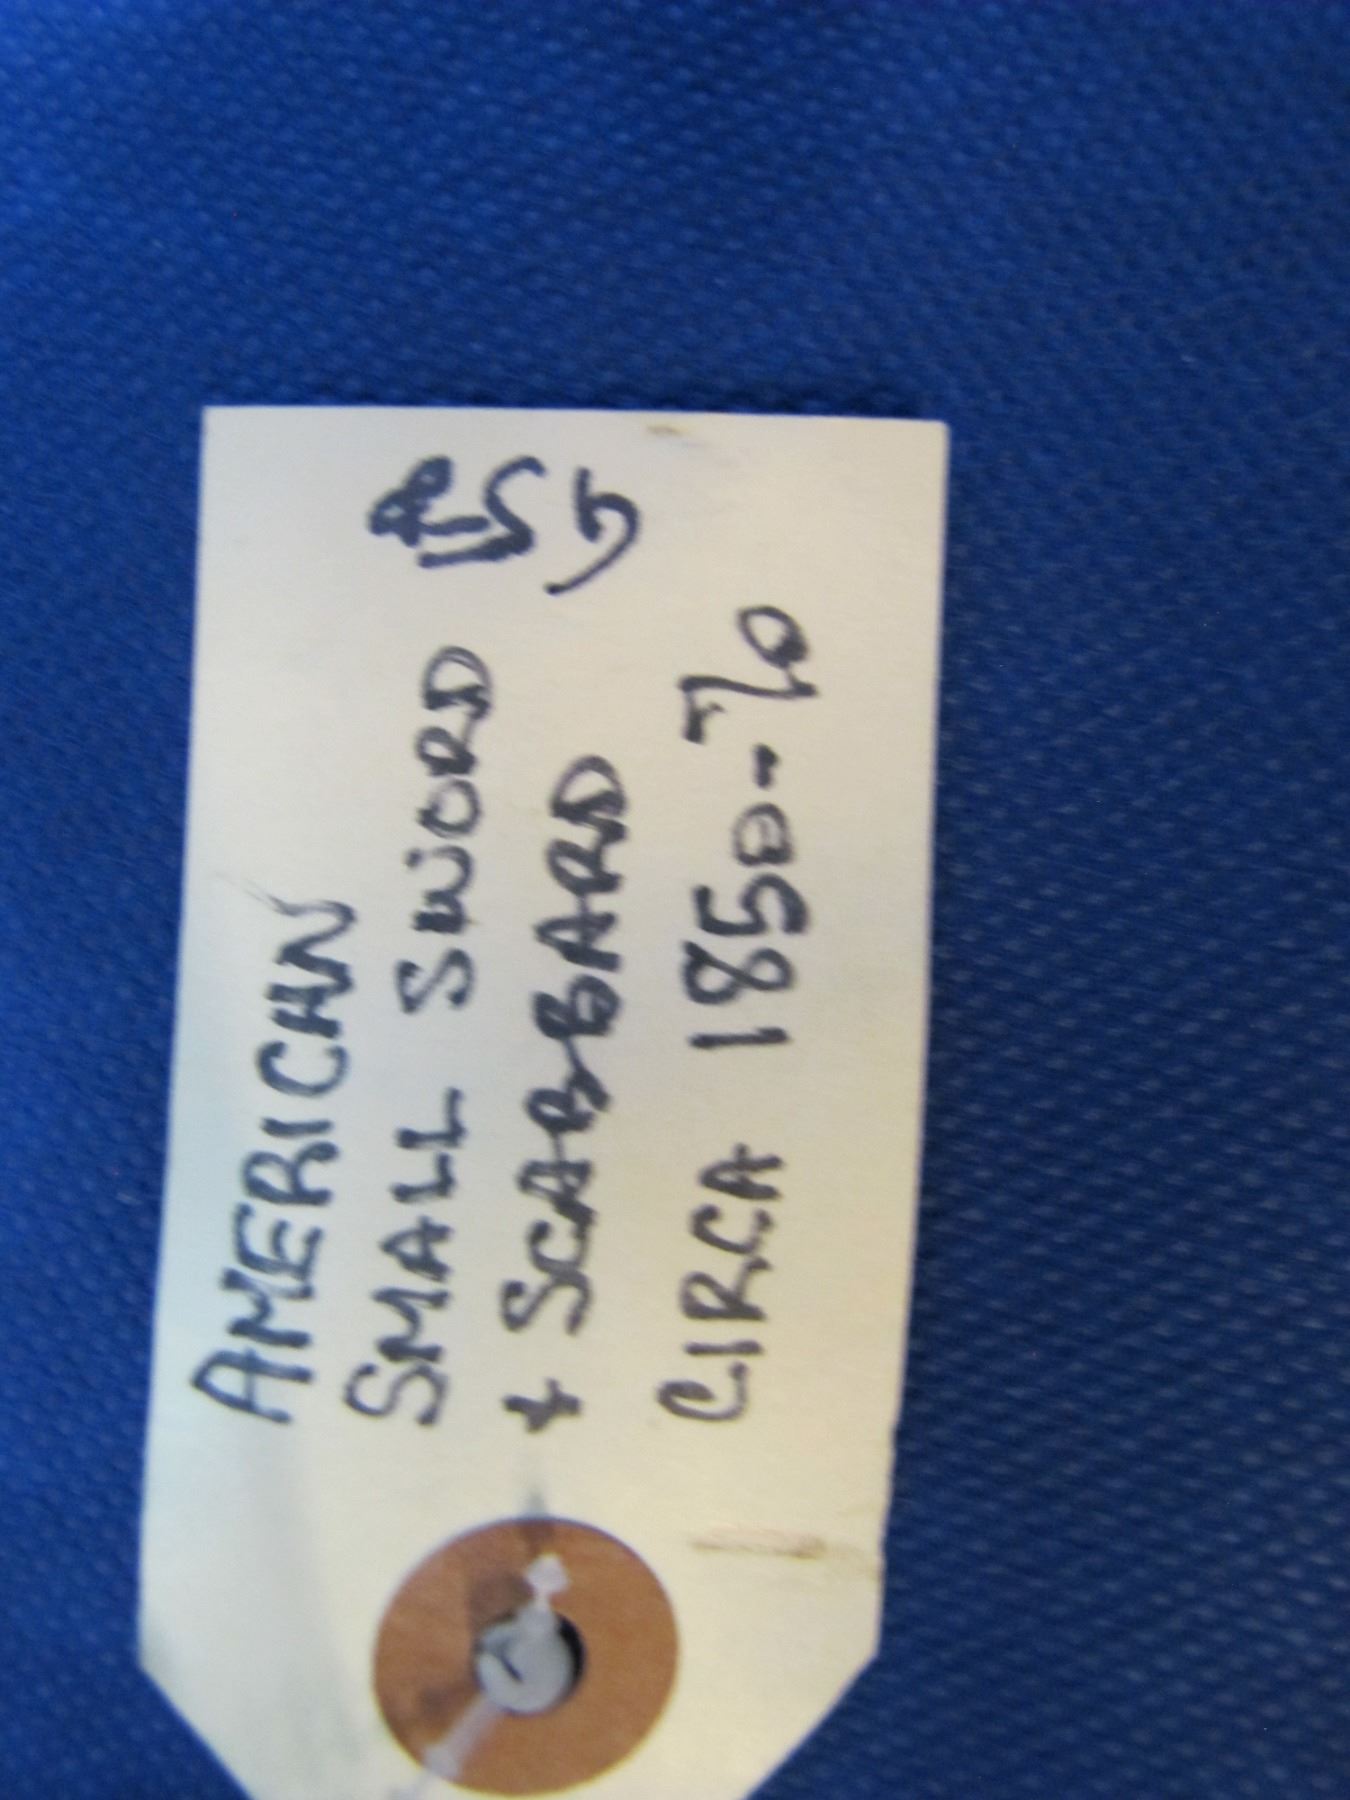 AMERICAN
SMALL SWORD
+ SCABBARD
CIRCA 1850-70